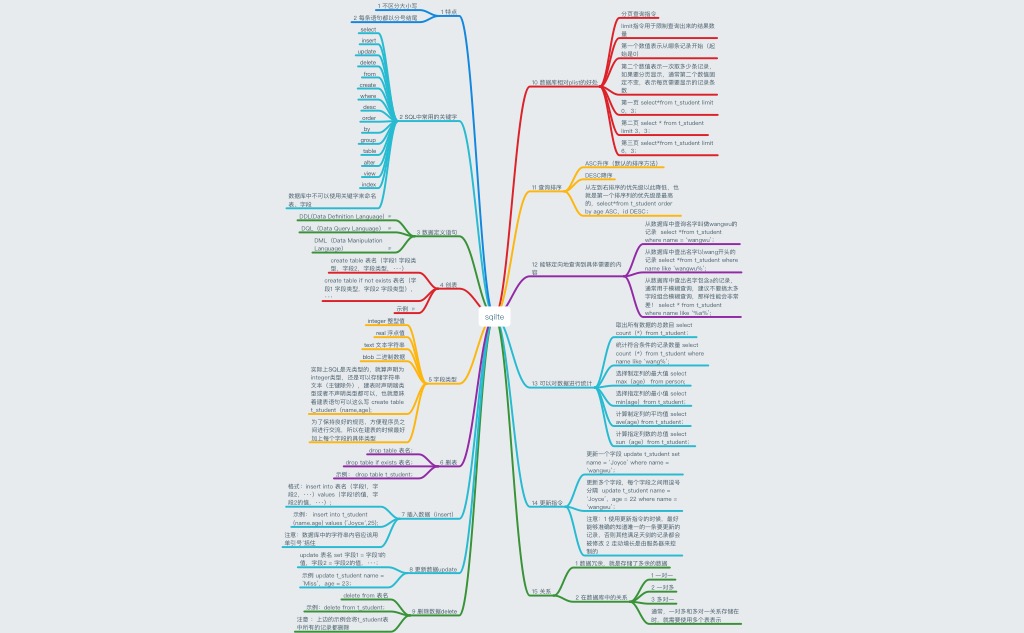 sqlite
1 特点
1 不区分大小写
2 每条语句都以分号结尾
2 SQL中常用的关键字
select
insert
update
delete
from
create
where
desc
order
by
group
table
alter
view
index
数据库中不可以使用关键字来命名
表、字段
3 数据定义语句
DDL(Data Definition Language)
DQL（Data Query Language）
DML（Data Manipulation
Language）
4 创表
create table 表名（字段1 字段类
型，字段2，字段类型，···）
create table if not exists 表名（字
段1 字段类型，字段2 字段类型），
···
示例
5 字段类型
integer 整型值
real 浮点值
text 文本字符串
blob 二进制数据
实际上SQL是无类型的，就算声明为
integer类型，还是可以存储字符串
文本（主键除外），建表时声明随类
型或者不声明类型都可以，也就意味
着建表语句可以这么写 create table
t_student（name,age);
为了保持良好的规范、方便程序员之
间进行交流，所以在建表的时候最好
加上每个字段的具体类型
6 删表
drop table 表名；
drop table if exists 表名；
示例： drop table t_student；
7 插入数据（insert）
格式：insert into 表名（字段1，字
段2，···）values（字段1的值，字
段2的值，···）；
示例： insert into t_student
(name,age) values ('Joyce',25);
注意：数据库中的字符串内容应该用
单引号'括住
8 更新数据update
update 表名 set 字段1 = 字段1的
值，字段2 = 字段2的值，···；
示例 update t_student name =
'Miss'，age = 23；
9 删除数据delete
delete from 表名
示例：delete from t_student；
注意： 上边的示例会将t_student表
中所有的记录都删除
10 数据库相对plist的好处
分页查询指令
limit指令用于限制查询出来的结果数
量
第一个数值表示从哪条记录开始（起
始是0）
第二个数值表示一次取多少条记录，
如果要分页显示，通常第二个数值固
定不变，表示每页需要显示的记录条
数
第一页 select*from t_student limit
0，3；
第二页 select * from t_student
limit 3，3；
第三页 select*from t_student limit
6，3；
11 查询排序
ASC升序（默认的排序方法）
DESC降序
从左到右排序的优先级以此降低，也
就是第一个排序列的优先级是最高
的，select*from t_student order
by age ASC，id DESC；
12 能够定向地查询到具体需要的内
容
从数据库中查询名字叫做wangwu的
记录 select *from t_student
where name = 'wangwu'；
从数据库中查出名字以wang开头的
记录 select *from t_student where
name like 'wangwu%'；
从数据库中查出名字包含a的记录，
通常用于模糊查询，建议不要搞太多
字段组合模糊查询，那样性能会非常
差！ select * from t_student
where name like '%a%'；
13 可以对数据进行统计
取出所有数据的总数目 select
count（*）from t_student；
统计符合条件的记录数量 select
count（*）from t_student where
name like 'wang%'；
选择制定列的最大值 select
max（age） from person；
选择指定列的最小值 select
min(age）from t_student；
计算制定列的平均值 select
ave(age) from t_student；
计算指定列数的总值 select
sun（age）from t_student；
14 更新指令
更新一个字段 update t_student set
name = 'Joyce' where name =
'wangwu'；
更新多个字段，每个字段之间用逗号
分隔 update t_student name =
'Joyce'，age = 22 where name =
'wangwu'；
注意：1 使用更新指令的时候，最好
能够准确的知道唯一的一条要更新的
记录，否则其他满足天剑的记录都会
被修改 2 走动增长是由服务器来控
制的
15 关系
1 数据冗余，就是存储了多余的数据
2 在数据库中的关系
1 一对一
2 一对多
3 多对一
通常，一对多和多对一关系存储在
时，就需要使用多个表表示